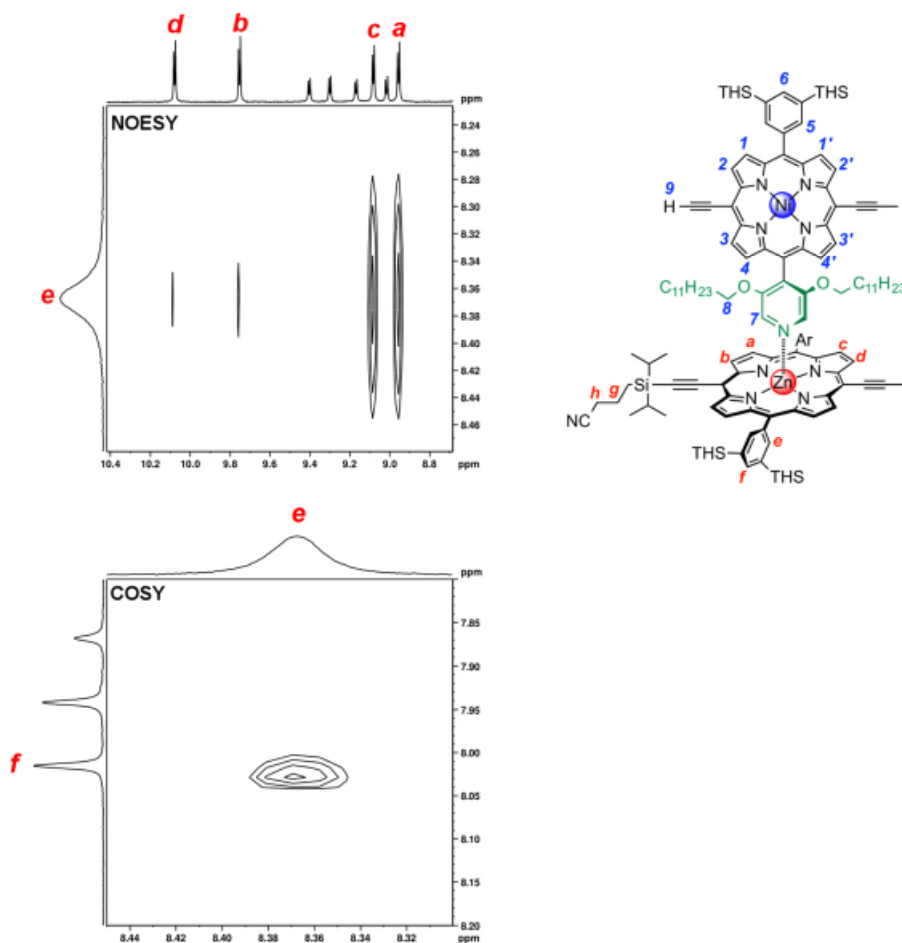 d b c a
ppm
NOESY
8.24
8.26
8.28
8.30
8.32
8.34
8.36
8.38
8.40
8.42
8.44
8.46
e
10.4 10.2 10.0 9.8 9.6 9.4 9.2 9.0 8.8 ppm
e
ppm
COSY
7.85
7.90
7.95
8.00
8.05
8.10
8.15
8.20
f
8.44 8.42 8.40 8.38 8.36 8.34 8.32 ppm
6
THS THS
5
1 1'
2 2'
9
N N
H Ni
N N
3 3'
4 4'
C11H23 O O C11H23
8 7
N
a Ar c
b d
N N
Zn
N N
h g Si
NC
e
THS
f THS